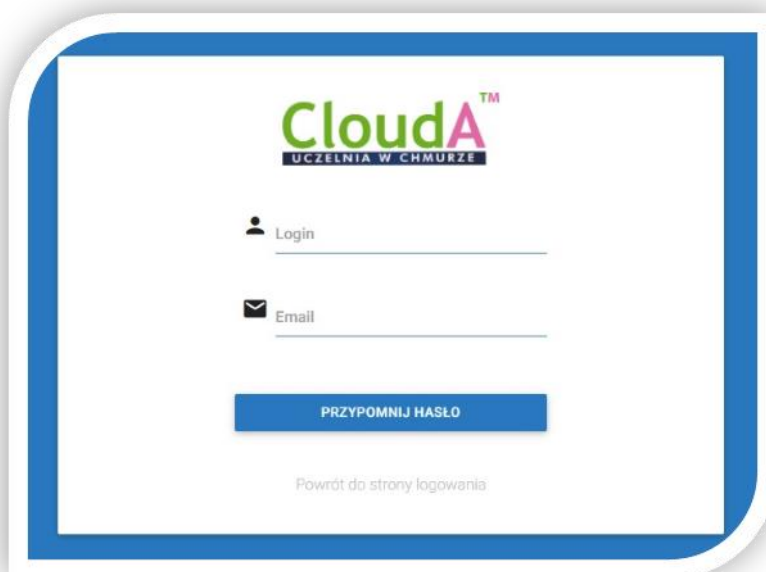 CloudA™
UCZELNIA W CHMURZE
Login
Email
PRZYPOMNIJ HASŁO
Powrót do strony logowania